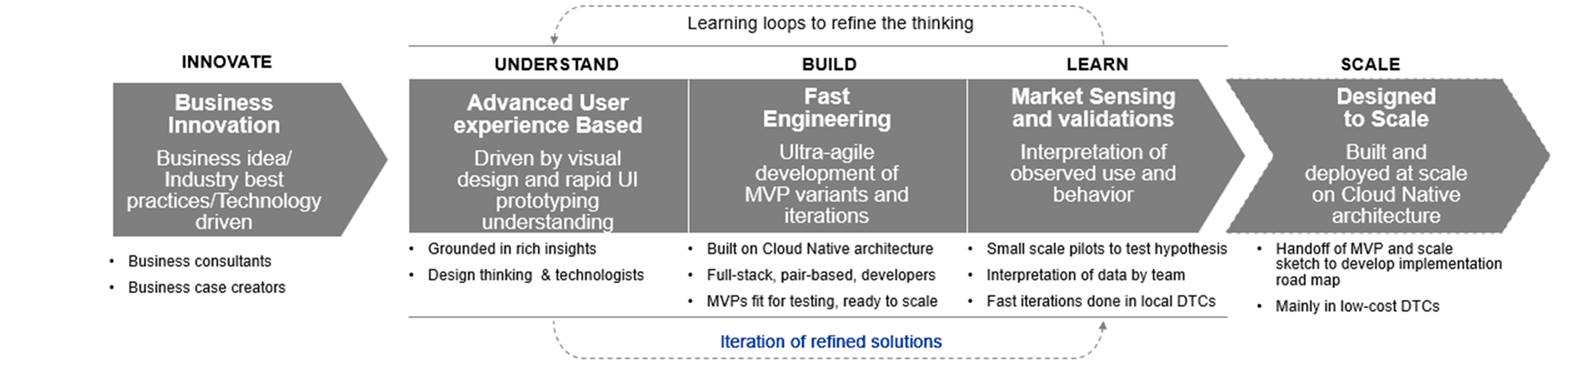 Learning loops to refine the thinking
INNOVATE
Business
Innovation
Business idea/
Industry best
practices/Technology
driven
• Business consultants
• Business case creators
UNDERSTAND
Advanced User
experience Based
Driven by visual
design and rapid UI
prototyping
understanding
• Grounded in rich insights
• Design thinking & technologists
BUILD
Fast
Engineering
Ultra-agile
development of
MVP variants and
iterations
• Built on Cloud Native architecture
• Full-stack, pair-based, developers
• MVPs fit for testing, ready to scale
LEARN
Market Sensing
and validations
Interpretation of
observed use and
behavior
• Small scale pilots to test hypothesis
• Interpretation of data by team
• Fast iterations done in local DTCs
SCALE
Designed
to Scale
Built and
deployed at scale
on Cloud Native
architecture
• Handoff of MVP and scale
sketch to develop implementation
road map
• Mainly in low-cost DTCs
Iteration of refined solutions